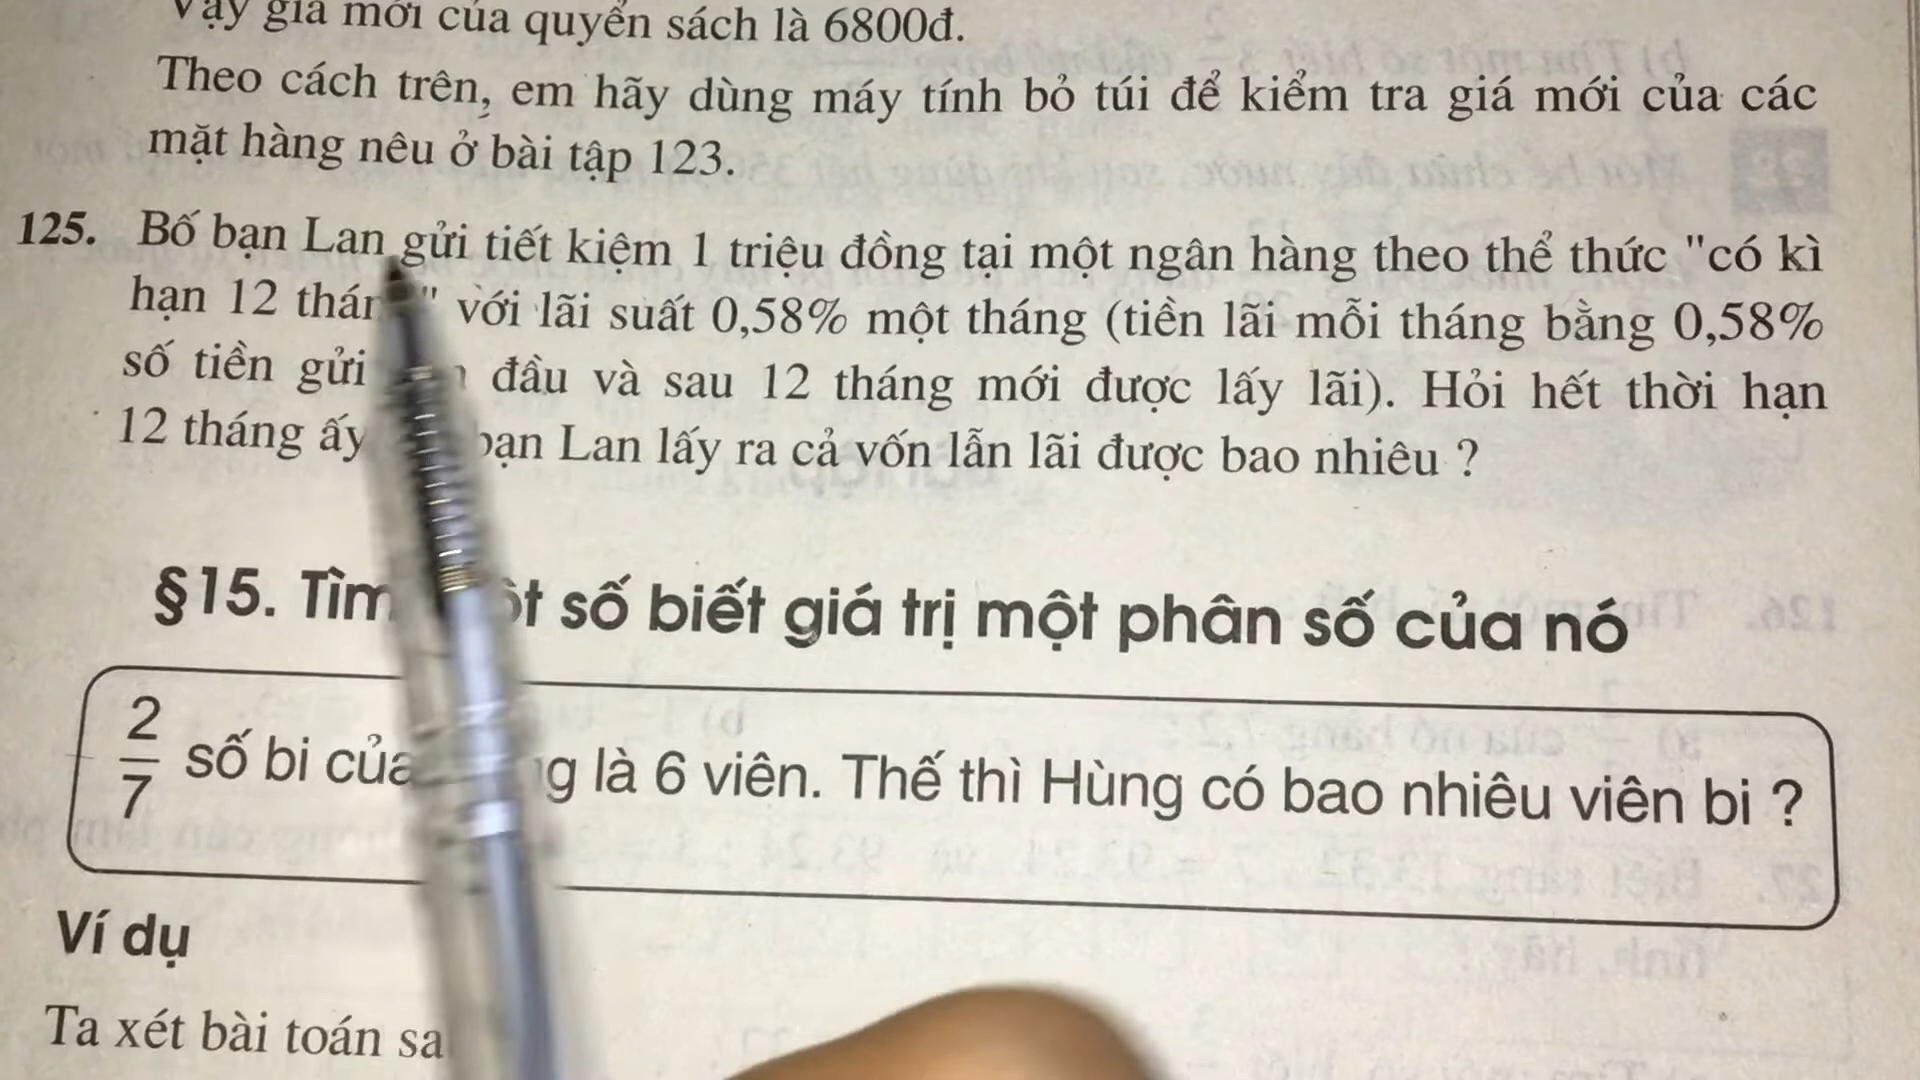 Vậy giá mới của quyển sách là 6800đ.
Theo cách trên, em hãy dùng máy tính bỏ túi để kiểm tra giá mới của các
mặt hàng nêu ở bài tập 123.
125. Bố bạn Lan gửi tiết kiệm 1 triệu đồng tại một ngân hàng theo thể thức "có kì
hạn 12 " với lãi suất 0,58% một tháng (tiền lãi mỗi tháng bằng 0,58%
số tiền gửi đầu và sau 12 tháng mới được lấy lãi). Hỏi hết thời hạn
12 tháng ấy bạn Lan lấy ra cả vốn lẫn lãi được bao nhiêu ?
§15. Tìm số biết giá trị một phân số của nó
2/7 số bi của là 6 viên. Thế thì Hùng có bao nhiêu viên bi ?
Ví dụ
Ta xét bài toán